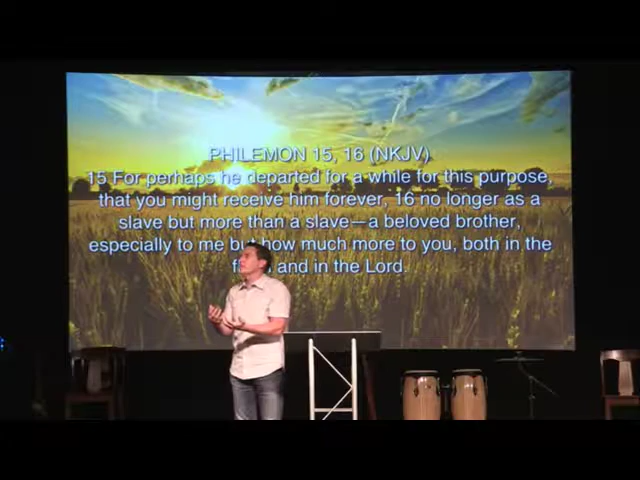 PHILEMON 15, 16 (NKJV)
15 For perhaps he departed for a while for this purpose,
that you might receive him forever, 16 no longer as a
slave but more than a slave—a beloved brother,
especially to me but how much more to you, both in the
and in the Lord.